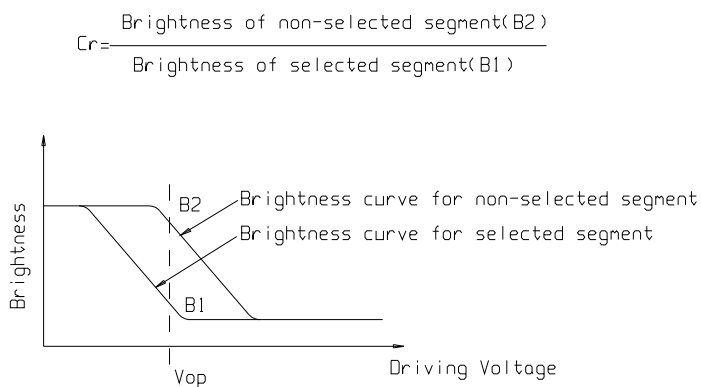 Brightness of non-selected segment(B2)
Cr=
Brightness of selected segment(B1)
B2
Brightness curve for non-selected segment
Brightness curve for selected segment
Brightness
B1
Driving Voltage
Vop